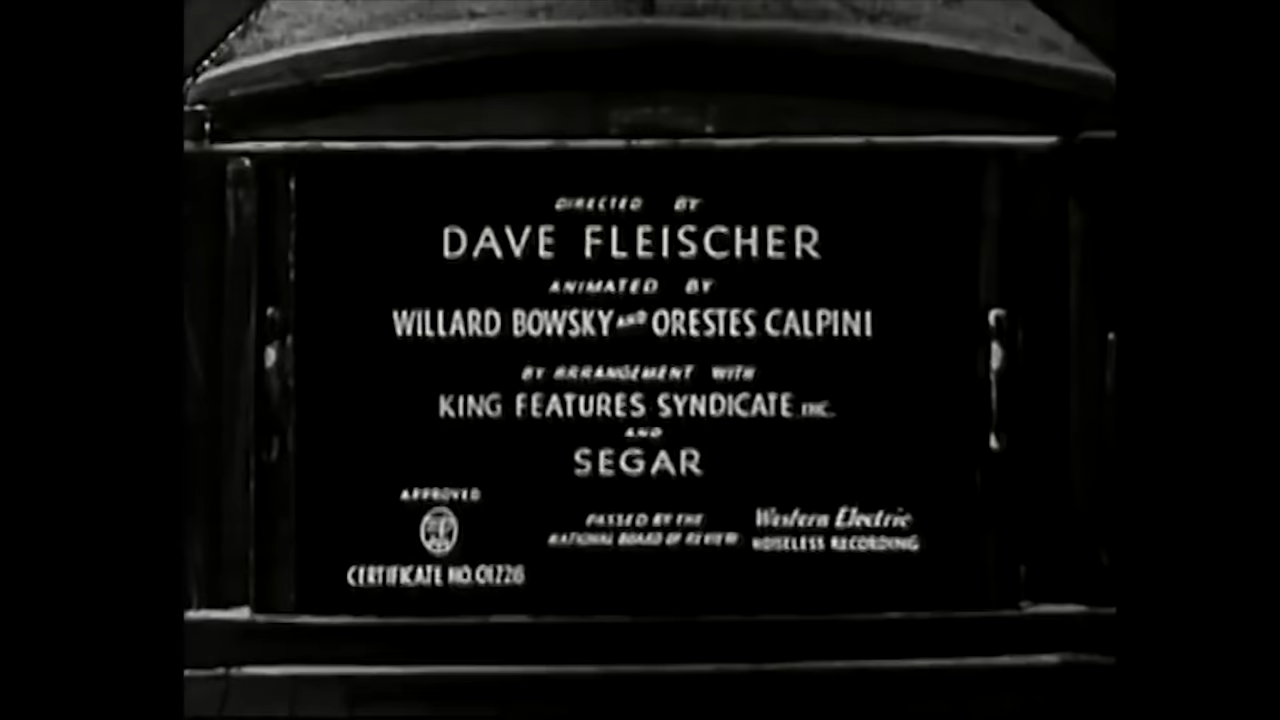 DIRECTED BY
DAVE FLEISCHER
ANIMATED BY
WILLARD BOWSKY AND ORESTES CALPINI
BY ARRANGEMENT WITH
KING FEATURES SYNDICATE INC.
AND
SEGAR
APPROVED
PASSED BY THE
NATIONAL BOARD OF REVIEW
Western Electric
NOISELESS RECORDING
CERTIFICATE NO. 01226